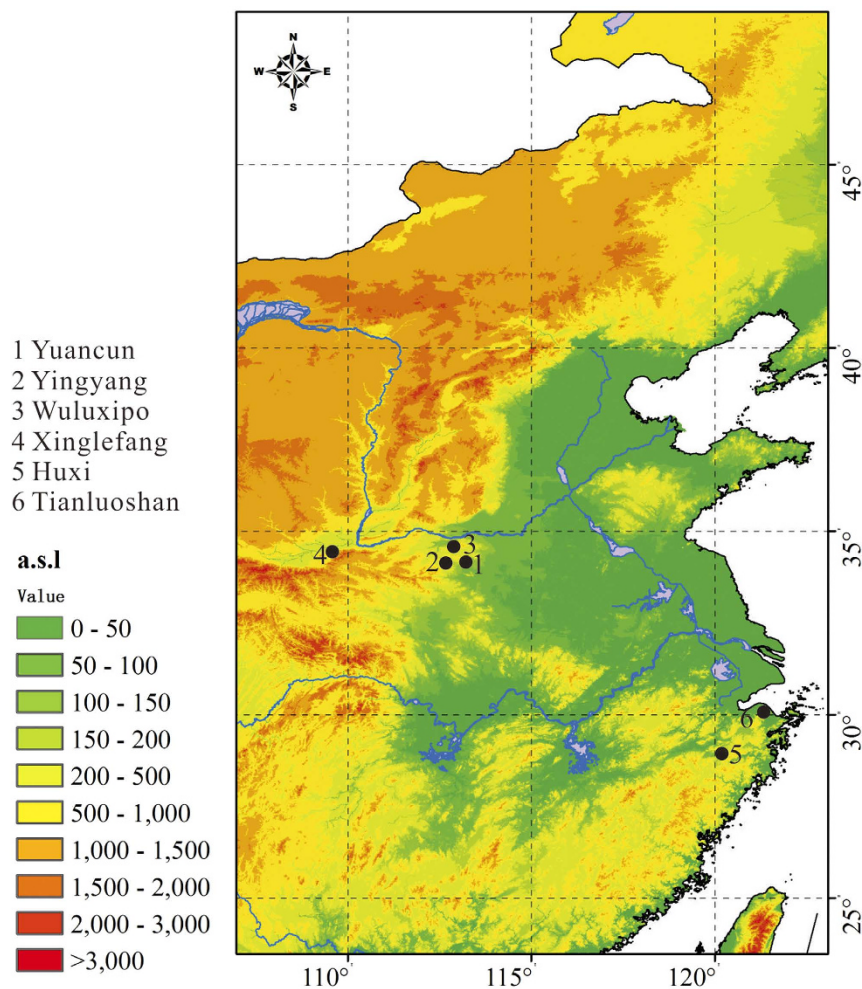 N
W E
S
45°
1 Yuancun
2 Yingyang
3 Wuluxipo
4 Xinglefang
5 Huxi
6 Tianluoshan
40°
35°
4
3
2 1
a.s.l
Value
0 - 50
50 - 100
100 - 150
150 - 200
200 - 500
500 - 1,000
1,000 - 1,500
1,500 - 2,000
2,000 - 3,000
>3,000
30°
6
5
25°
110° 115° 120°